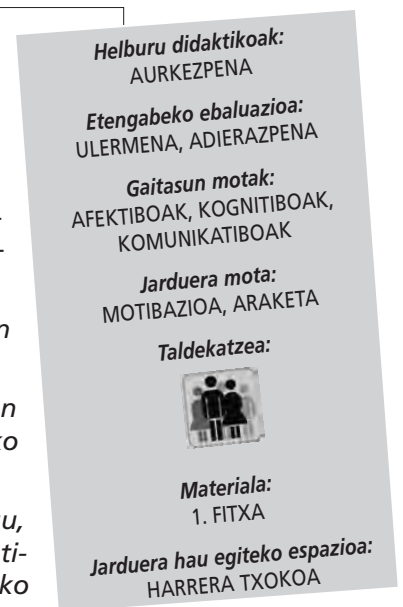 Helburu didaktikoak:
AURKEZPENA
Etengabeko ebaluazioa:
ULERMENA, ADIERAZPENA
Gaitasun motak:
AFEKTIBOAK, KOGNITIBOAK,
KOMUNIKATIBOAK
Jarduera mota:
MOTIBAZIOA, ARAKETA
Taldekatzea:
Materiala:
1. FITXA
Jarduera hau egiteko espazioa:
HARRERA TXOKOA